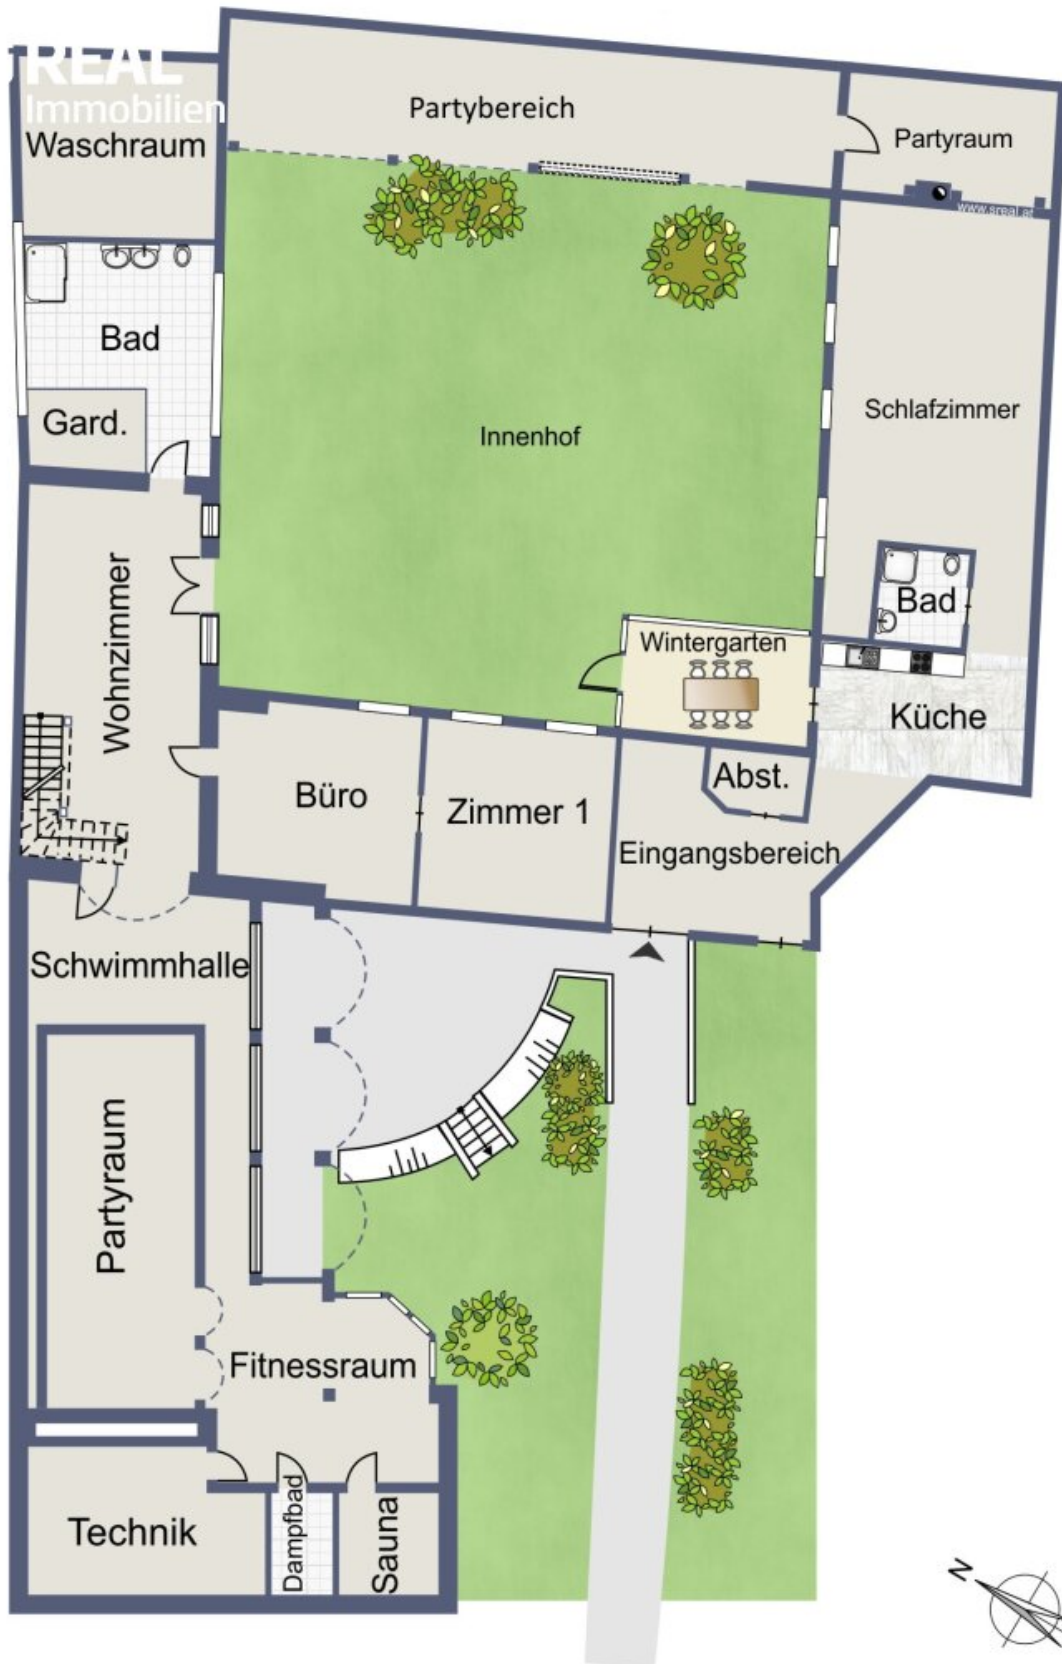 REAL
Immobilien
Partybereich
Partyraum
Waschraum
www.sreal.at
Bad
Gard.
Schlafzimmer
Innenhof
Wohnzimmer
Bad
Wintergarten
Küche
Büro
Zimmer 1
Abst.
Eingangsbereich
Schwimmhalle
Partyraum
Fitnessraum
Technik
Dampfbad
Sauna
N